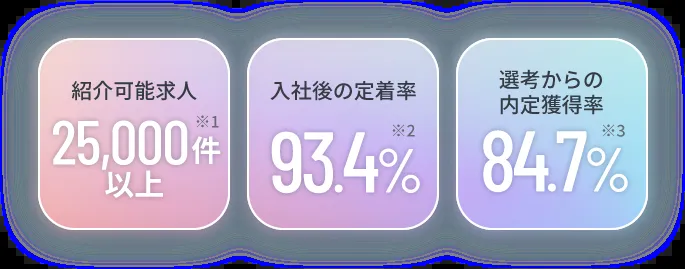 紹介可能求人
※1
25,000件
以上
入社後の定着率
※2
93.4%
選考からの
内定獲得率
※3
84.7%